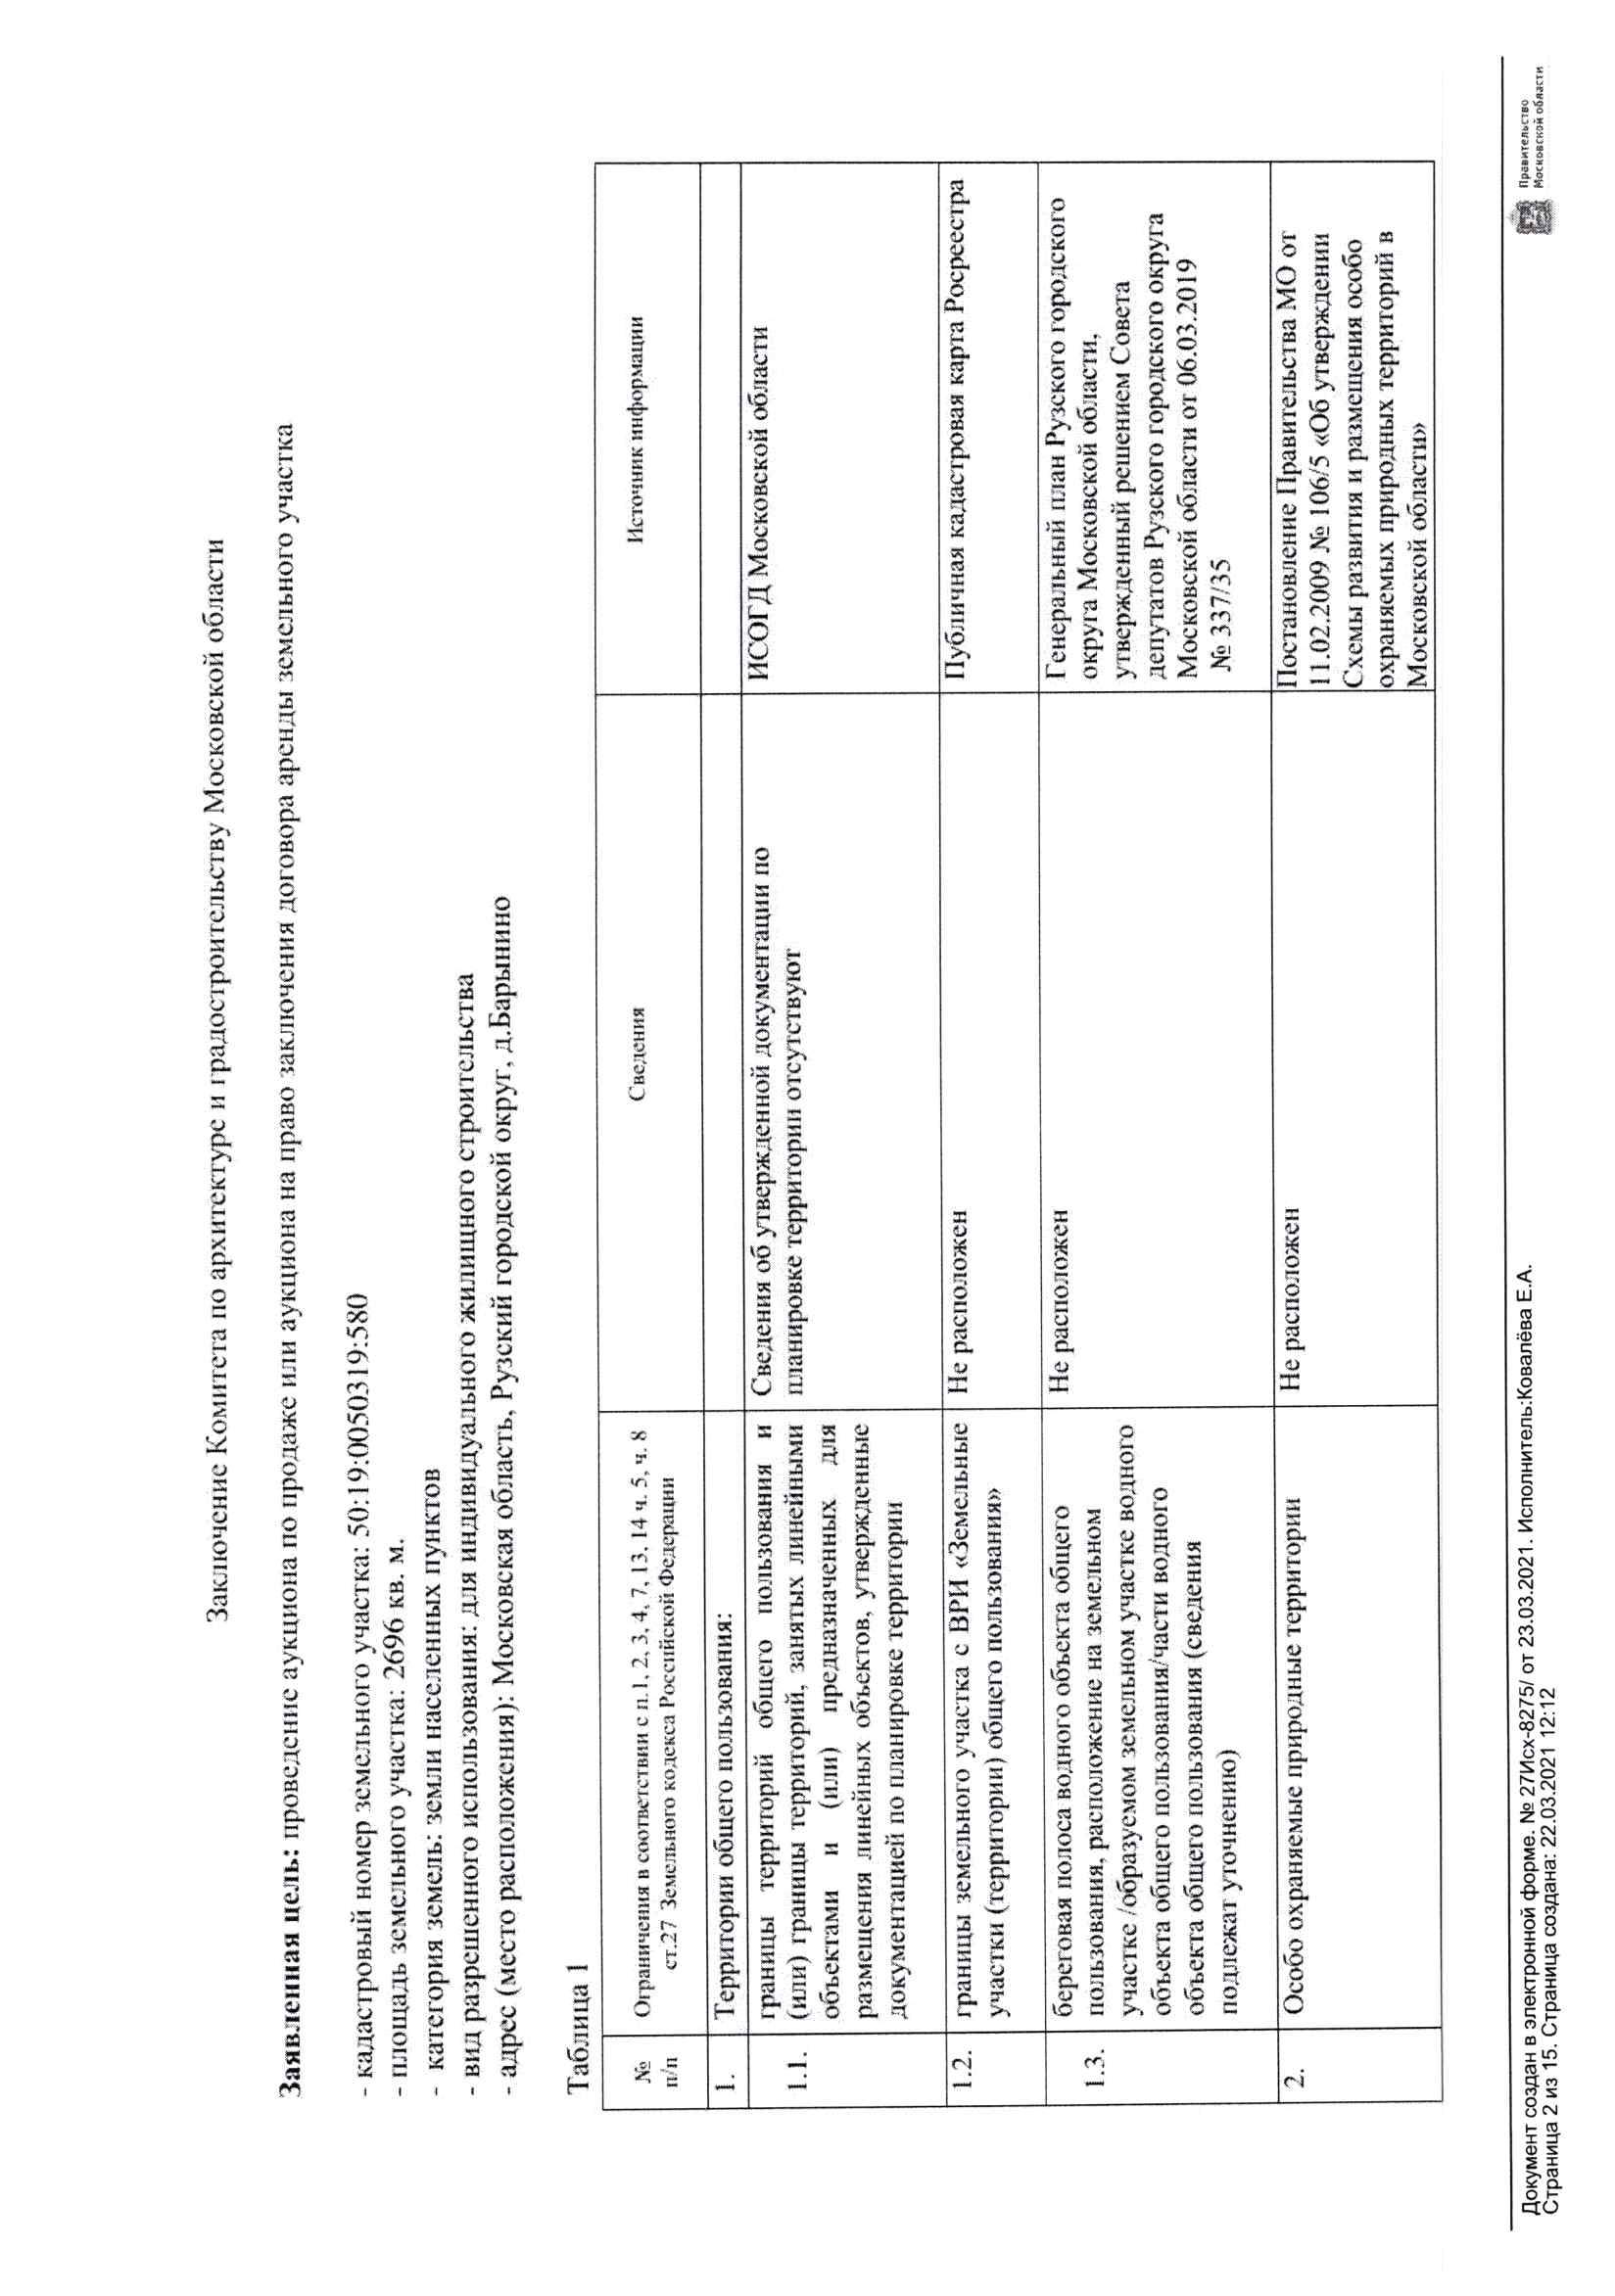 Заключение Комитета по архитектуре и градостроительству Московской области
Заявленная цель: проведение аукциона по продаже или аукциона на право заключения договора аренды земельного участка
- кадастровый номер земельного участка: 50:19:0050319:580
- площадь земельного участка: 2696 кв. м.
- категория земель: земли населенных пунктов
- вид разрешенного использования: для индивидуального жилищного строительства
- адрес (место расположения): Московская область, Рузский городской округ, д.Барынино
Таблица 1
№
п/п
Ограничения в соответствии с п.1, 2, 3, 4, 7, 13, 14 ч. 5, ч. 8
ст.27 Земельного кодекса Российской Федерации
Сведения
Источник информации
1.
Территории общего пользования:
1.1.
границы территорий общего пользования и
(или) границы территорий, занятых линейными
объектами и (или) предназначенных для
размещения линейных объектов, утвержденные
документацией по планировке территории
Сведения об утвержденной документации по
планировке территории отсутствуют
ИСОГД Московской области
1.2.
границы земельного участка с ВРИ «Земельные
участки (территории) общего пользования»
Не расположен
Публичная кадастровая карта Росреестра
1.3.
береговая полоса водного объекта общего
пользования, расположение на земельном
участке /образуемом земельном участке водного
объекта общего пользования/части водного
объекта общего пользования (сведения
подлежат уточнению)
Не расположен
Генеральный план Рузского городского
округа Московской области,
утвержденный решением Совета
депутатов Рузского городского округа
Московской области от 06.03.2019
№ 337/35
2.
Особо охраняемые природные территории
Не расположен
Постановление Правительства МО от
11.02.2009 № 106/5 «Об утверждении
Схемы развития и размещения особо
охраняемых природных территорий в
Московской области»
Документ создан в электронной форме. № 27Исх-8275/ от 23.03.2021. Исполнитель:Ковалёва Е.А.
Страница 2 из 15. Страница создана: 22.03.2021 12:12
Правительство
Московской области